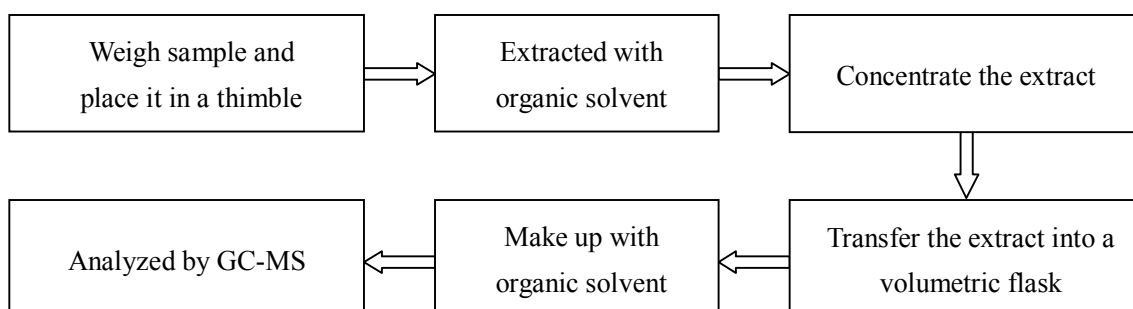 Weigh sample and
place it in a thimble
Extracted with
organic solvent
Concentrate the extract
Transfer the extract into a
volumetric flask
Make up with
organic solvent
Analyzed by GC-MS